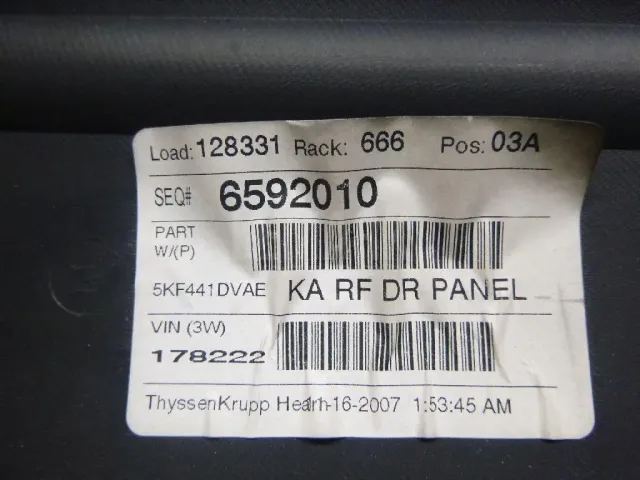 Load: 128331 Rack: 666 Pos: 03A
SEQ# 6592010
PART
W/(P)
5KF441DVAE KA RF DR PANEL
VIN (3W)
178222
ThyssenKrupp Hearn-16-2007 1:53:45 AM